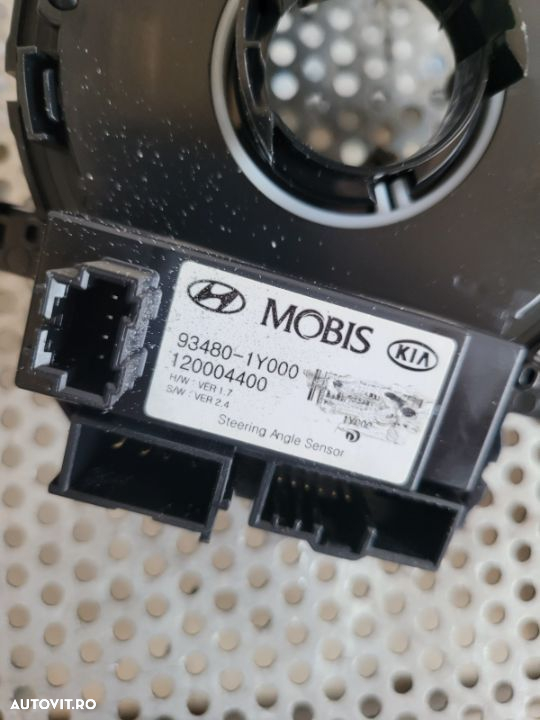 MOBIS
KIA
93480-1Y000
120004400
H/W : VER 1.7
S/W : VER 2.4
Steering Angle Sensor
AUTOVIT.RO